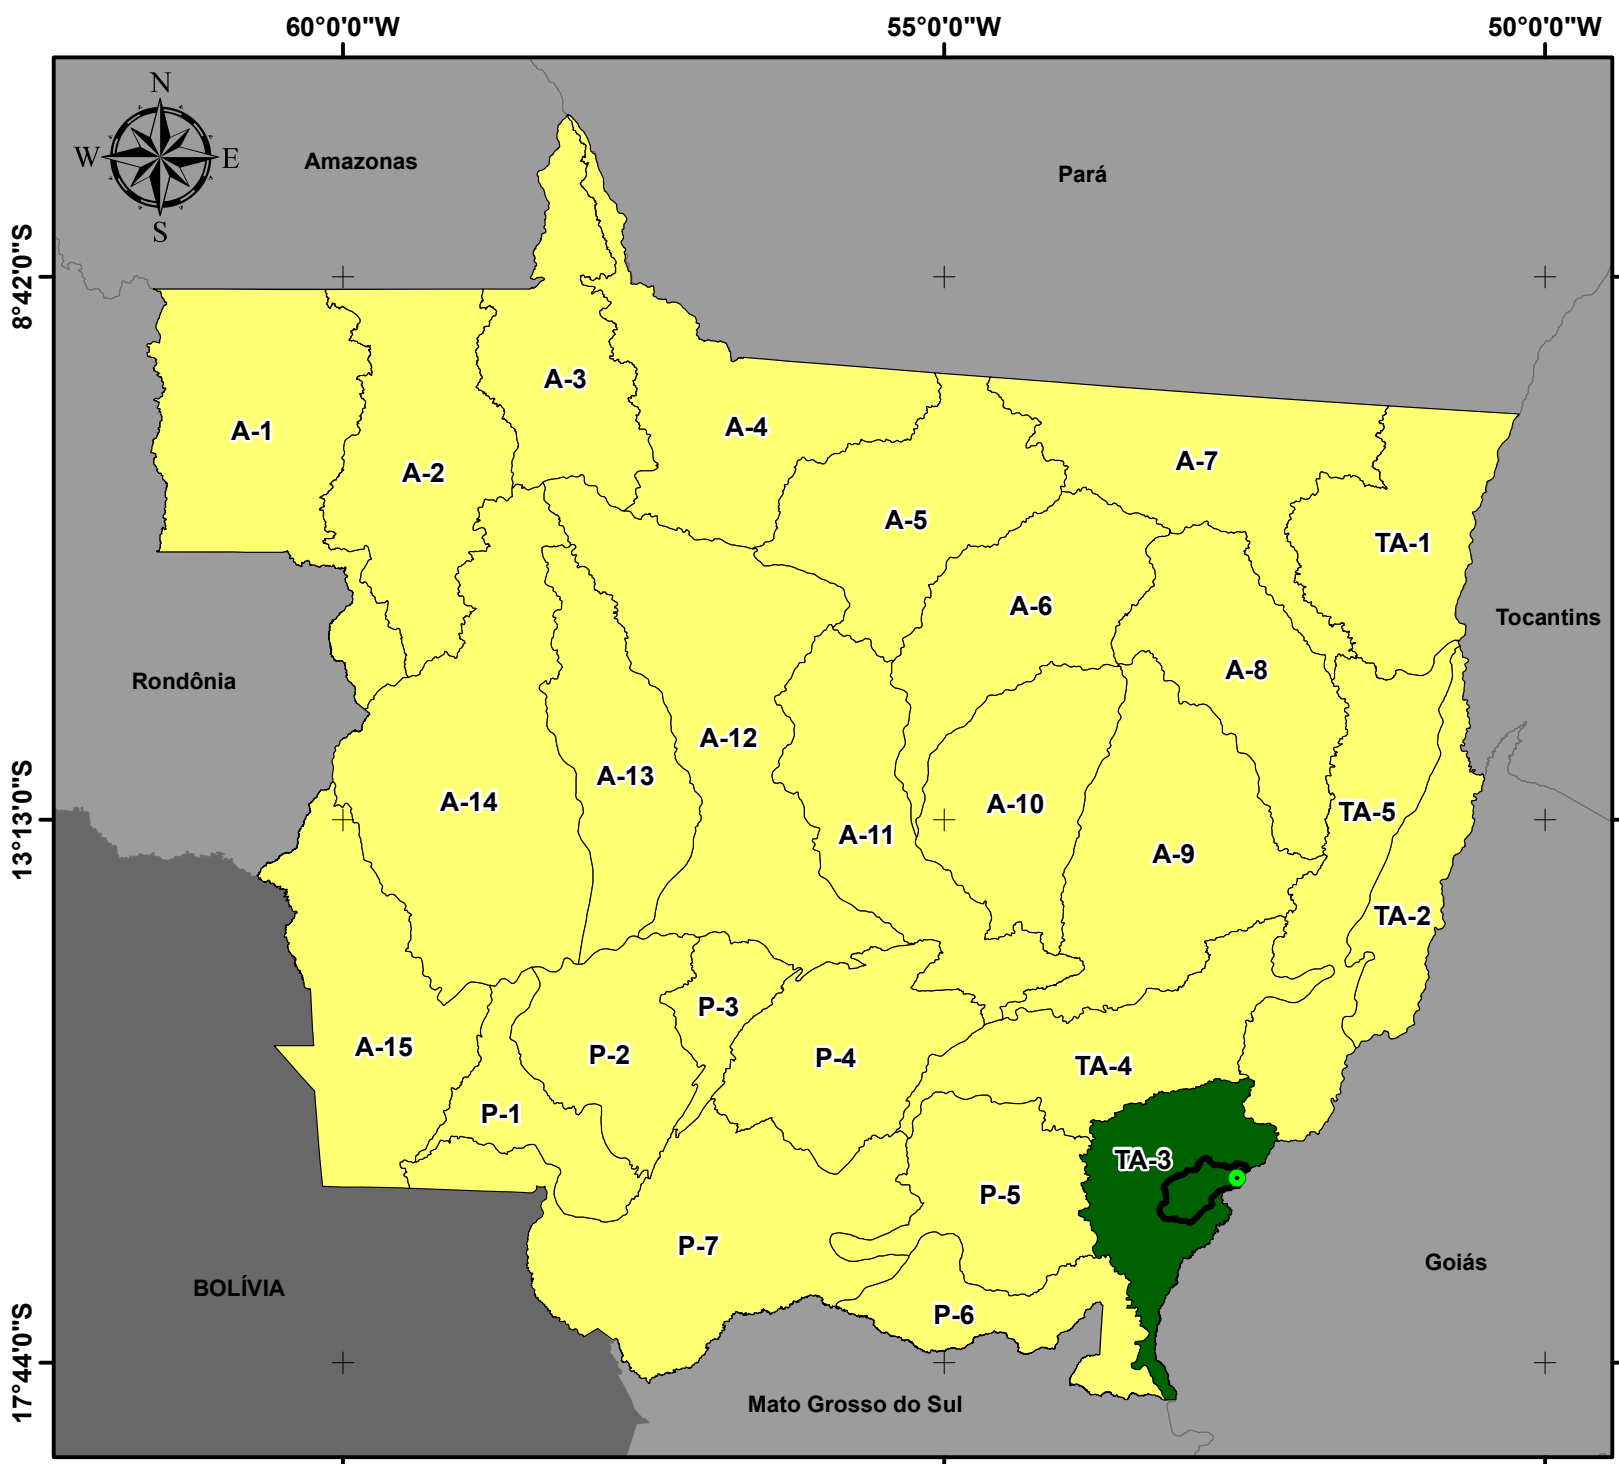 60°0'0"W
55°0'0"W
50°0'0"W
N
W
E
S
Amazonas
Pará
8°42'0"S
A-3
A-4
A-1
A-2
A-7
A-5
TA-1
A-6
Tocantins
Rondônia
A-8
A-12
A-13
A-14
A-10
TA-5
13°13'0"S
A-11
A-9
TA-2
P-3
A-15
P-2
P-4
TA-4
P-1
TA-3
P-5
P-7
Goiás
BOLÍVIA
P-6
17°44'0"S
Mato Grosso do Sul